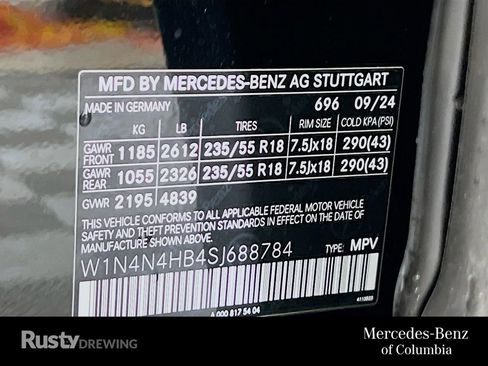 MFD BY MERCEDES-BENZ AG STUTTGART
MADE IN GERMANY 696 09/24
KG LB TIRES RIM SIZE COLD KPA (PSI)
GAWR FRONT 1185 2612 235/55 R18 7.5Jx18 290(43)
GAWR REAR 1055 2326 235/55 R18 7.5Jx18 290(43)
GVWR 2195 4839
THIS VEHICLE CONFORMS TO ALL APPLICABLE FEDERAL MOTOR VEHICLE
SAFETY AND THEFT PREVENTION STANDARDS IN EFFECT ON THE DATE OF
MANUFACTURE SHOWN ABOVE.
W1N4N4HB4SJ688784 TYPE: MPV
A 000 817 54 04
Rusty DREWING
Mercedes-Benz
of Columbia